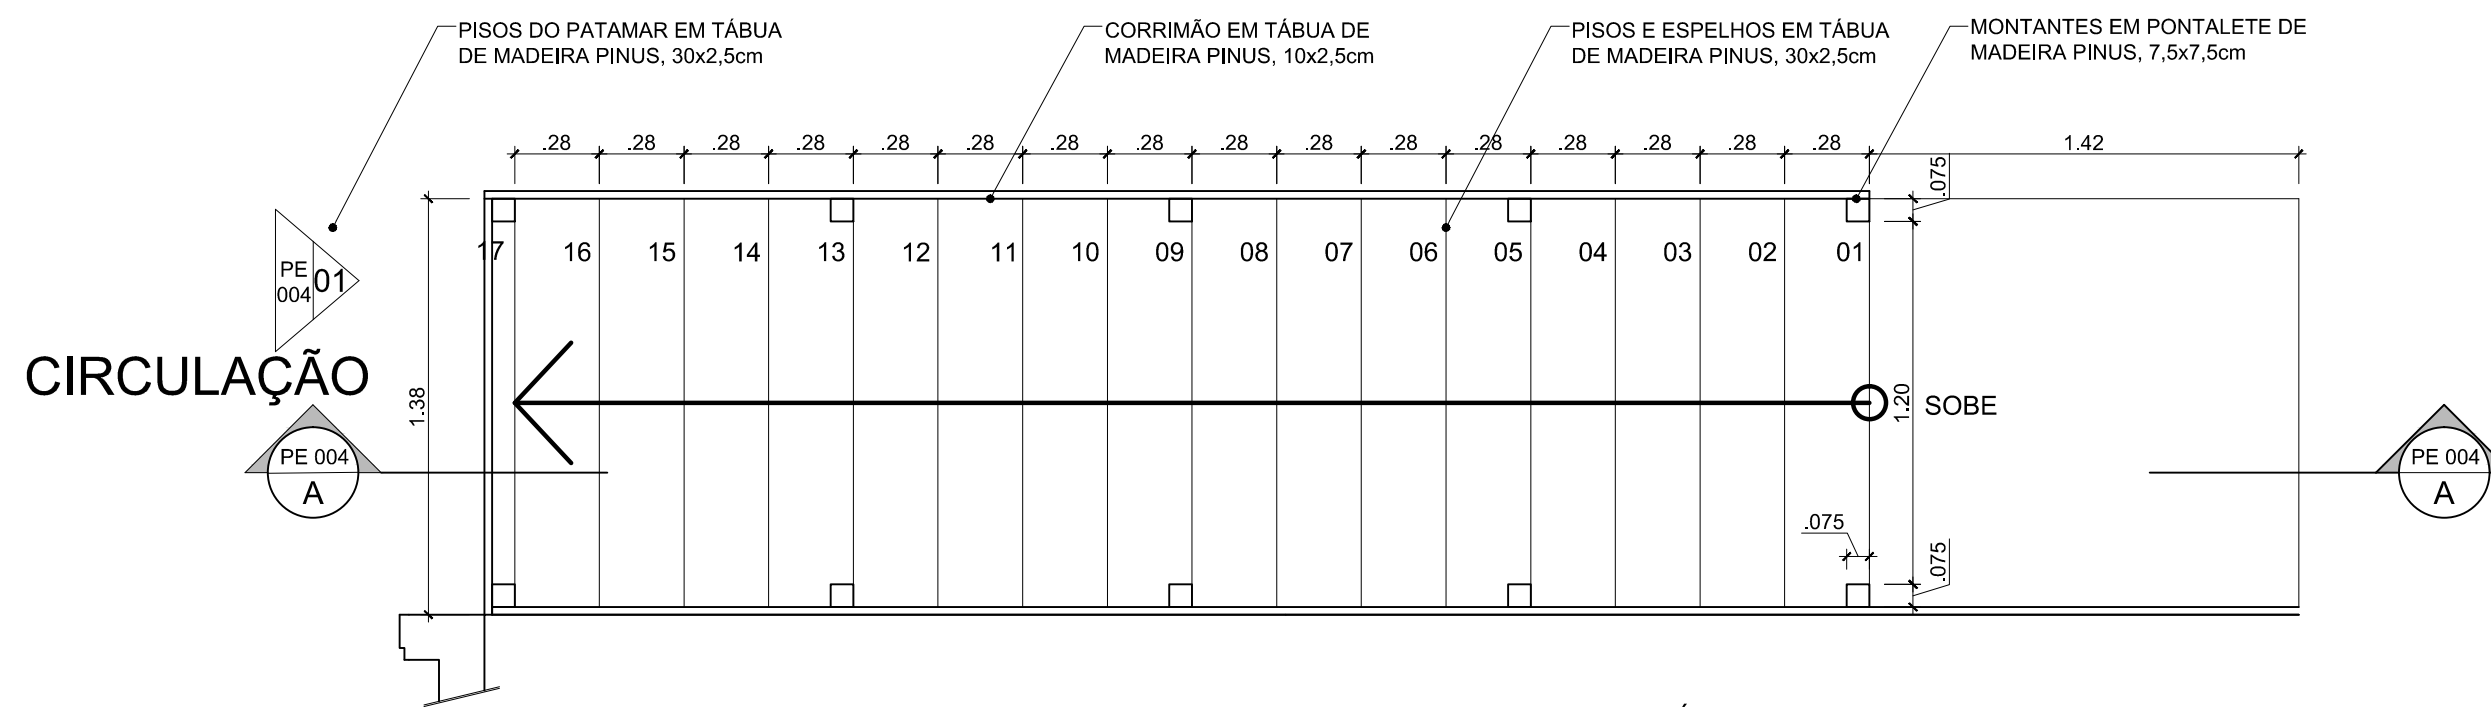 PISOS DO PATAMAR EM TÁBUA
DE MADEIRA PINUS, 30x2,5cm
CORRIMÃO EM TÁBUA DE
MADEIRA PINUS, 10x2,5cm
PISOS E ESPELHOS EM TÁBUA
DE MADEIRA PINUS, 30x2,5cm
MONTANTES EM PONTALETE DE
MADEIRA PINUS, 7,5x7,5cm
.28 .28 .28 .28 .28 .28 .28 .28 .28 .28 .28 .28 .28 .28 .28 .28 1.42
.075
17 16 15 14 13 12 11 10 09 08 07 06 05 04 03 02 01
PE
004
01
CIRCULAÇÃO
1.38
1.20
SOBE
PE 004
A
PE 004
A
.075
.075